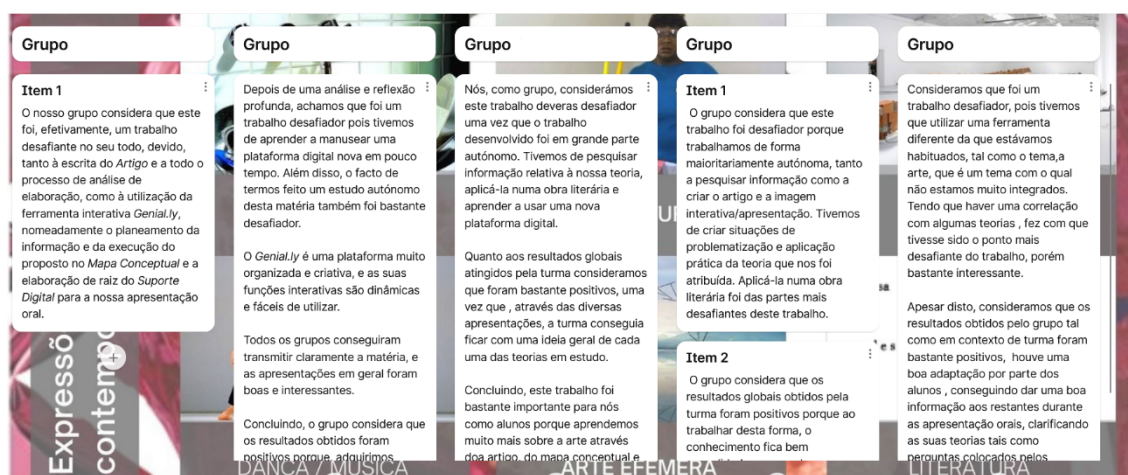 Grupo
Item 1
O nosso grupo considera que este
foi, efetivamente, um trabalho
desafiante no seu todo, devido,
tanto à escrita do Artigo e a todo o
processo de análise de
elaboração, como à utilização da
ferramenta interativa Genial.ly,
nomeadamente o planeamento da
informação e da execução do
proposto no Mapa Conceptual e a
elaboração de raiz do Suporte
Digital para a nossa apresentação
oral.
Grupo
Depois de uma análise e reflexão
profunda, achamos que foi um
trabalho desafiador pois tivemos
de aprender a manusear uma
plataforma digital nova em pouco
tempo. Além disso, o facto de
termos feito um estudo autónomo
desta matéria também foi bastante
desafiador.
O Genial.ly é uma plataforma muito
organizada e criativa, e as suas
funções interativas são dinâmicas
e fáceis de utilizar.
Todos os grupos conseguiram
transmitir claramente a matéria, e
as apresentações em geral foram
boas e interessantes.
Concluindo, o grupo considera que
os resultados obtidos foram
positivos porque, adquirimos
Grupo
Nós, como grupo, considerámos
este trabalho deveras desafiador
uma vez que o trabalho
desenvolvido foi em grande parte
autónomo. Tivemos de pesquisar
informação relativa à nossa teoria,
aplicá-la numa obra literária e
aprender a usar uma nova
plataforma digital.
Quanto aos resultados globais
atingidos pela turma consideramos
que foram bastante positivos, uma
vez que , através das diversas
apresentações, a turma conseguia
ficar com uma ideia geral de cada
uma das teorias em estudo.
Concluindo, este trabalho foi
bastante importante para nós
como alunos porque aprendemos
muito mais sobre a arte através
doa artigo, do mapa conceptual e
Grupo
Item 1
O grupo considera que este
trabalho foi desafiador porque
trabalhamos de forma
maioritariamente autónoma, tanto
a pesquisar informação como a
criar o artigo e a imagem
interativa/apresentação. Tivemos
de criar situações de
problematização e aplicação
prática da teoria que nos foi
atribuída. Aplicá-la numa obra
literária foi das partes mais
desafiantes deste trabalho.
Item 2
O grupo considera que os
resultados globais obtidos pela
turma foram positivos porque ao
trabalhar desta forma, o
conhecimento fica bem
Grupo
Consideramos que foi um
trabalho desafiador, pois tivemos
que utilizar uma ferramenta
diferente da que estávamos
habituados, tal como o tema,a
arte, que é um tema com o qual
não estamos muito integrados.
Tendo que haver uma correlação
com algumas teorias , fez com que
tivesse sido o ponto mais
desafiante do trabalho, porém
bastante interessante.
Apesar disto, consideramos que os
resultados obtidos pelo grupo tal
como em contexto de turma foram
bastante positivos, houve uma
boa adaptação por parte dos
alunos , conseguindo dar uma boa
informação aos restantes durante
as apresentação orais, clarificando
as suas teorias tais como
perguntas colocados pelos
Expressõ
contempo
DANÇA / MÚSICA
ARTE EFÉMERA
LITERATUR